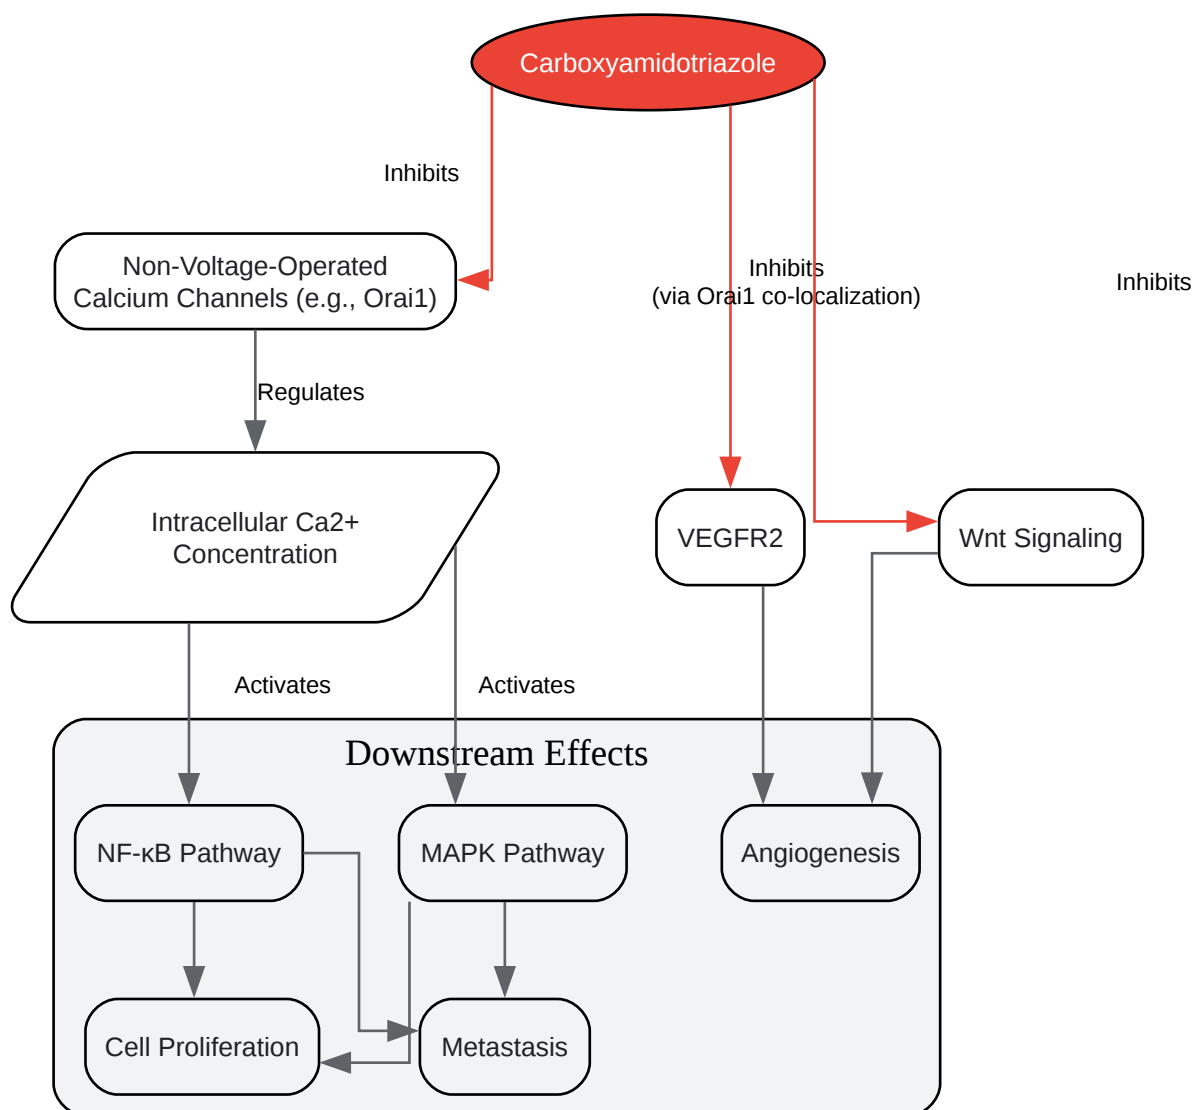 Carboxyamidotriazole
Inhibits
Non-Voltage-Operated
Calcium Channels (e.g., Orai1)
Inhibits
(via Orai1 co-localization)
Inhibits
Regulates
Intracellular Ca2+
Concentration
VEGFR2
Wnt Signaling
Activates
Activates
Downstream Effects
NF-κB Pathway
MAPK Pathway
Angiogenesis
Cell Proliferation
Metastasis